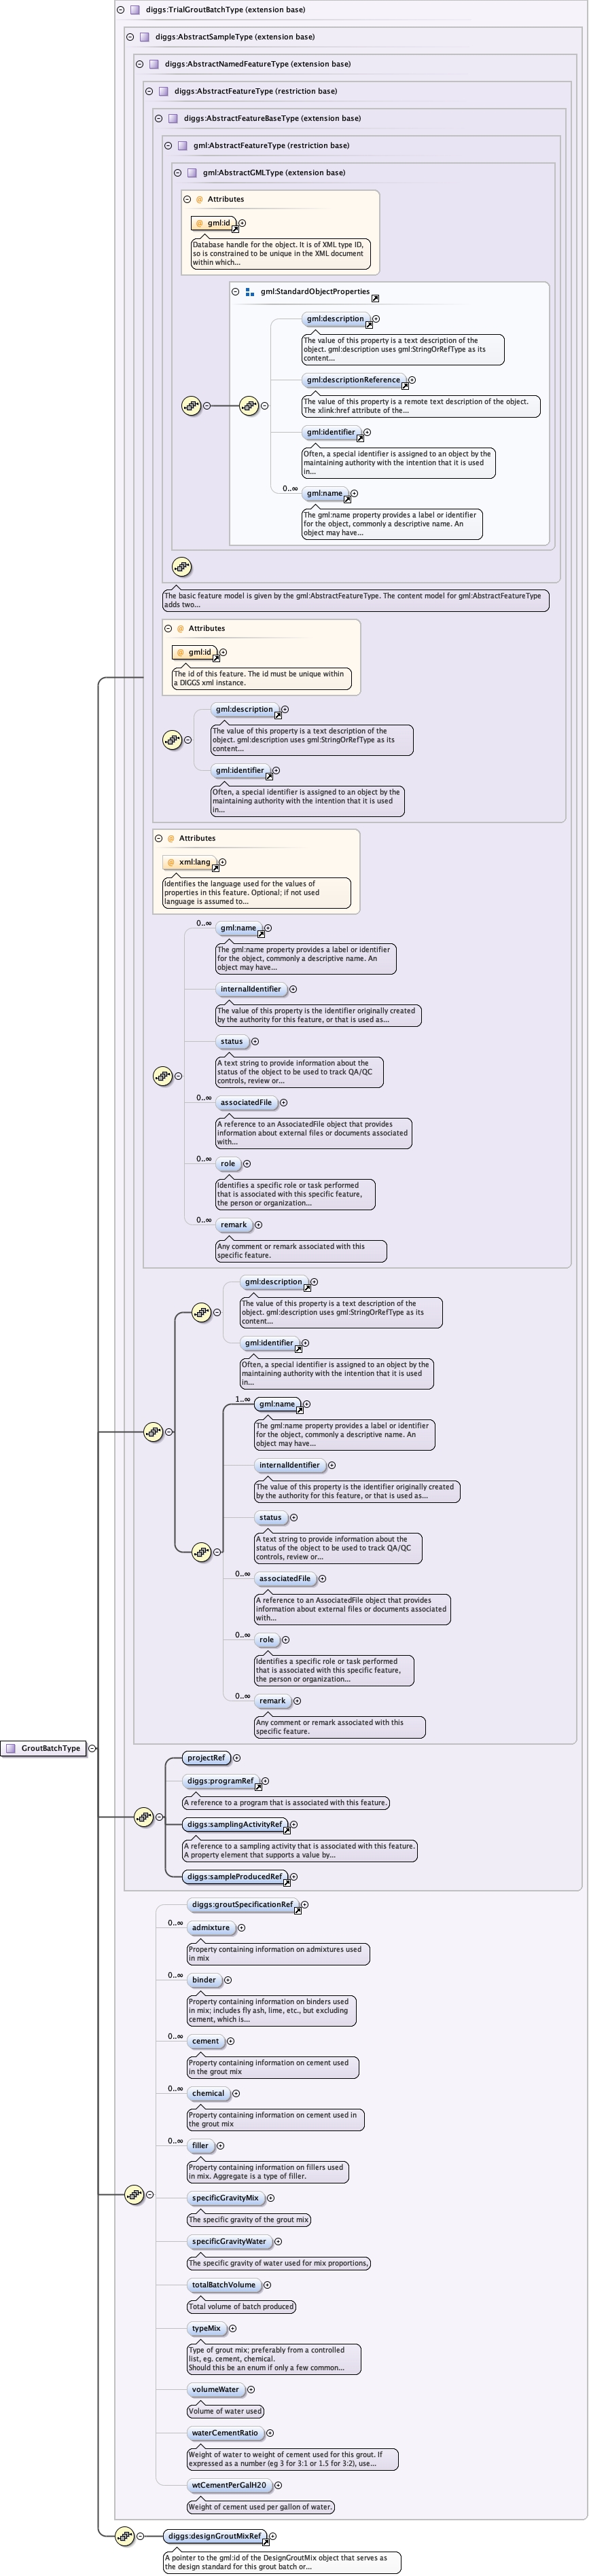 diggs:TrialGroutBatchType (extension base)
diggs:AbstractSampleType (extension base)
diggs:AbstractNamedFeatureType (extension base)
diggs:AbstractFeatureType (restriction base)
diggs:AbstractFeatureBaseType (extension base)
gml:AbstractFeatureType (restriction base)
gml:AbstractGMLType (extension base)
@ Attributes
@ gml:id
Database handle for the object. It is of XML type ID,
so is constrained to be unique in the XML document
within which...
gml:StandardObjectProperties
gml:description
The value of this property is a text description of the
object. gml:description uses gml:StringOrRefType as its
content...
gml:descriptionReference
The value of this property is a remote text description of the object.
The xlink:href attribute of the...
gml:identifier
Often, a special identifier is assigned to an object by the
maintaining authority with the intention that it is used
in...
0..∞
gml:name
The gml:name property provides a label or identifier
for the object, commonly a descriptive name. An
object may have...
The basic feature model is given by the gml:AbstractFeatureType. The content model for gml:AbstractFeatureType
adds two...
@ Attributes
@ gml:id
The id of this feature. The id must be unique within
a DIGGS xml instance.
gml:description
The value of this property is a text description of the
object. gml:description uses gml:StringOrRefType as its
content...
gml:identifier
Often, a special identifier is assigned to an object by the
maintaining authority with the intention that it is used
in...
@ Attributes
@ xml:lang
Identifies the language used for the values of
properties in this feature. Optional; if not used
language is assumed to...
0..∞
gml:name
The gml:name property provides a label or identifier
for the object, commonly a descriptive name. An
object may have...
internalIdentifier
The value of this property is the identifier originally created
by the authority for this feature, or that is used as...
status
A text string to provide information about the
status of the object to be used to track QA/QC
controls, review or...
0..∞
associatedFile
A reference to an AssociatedFile object that provides
information about external files or documents associated
with...
0..∞
role
Identifies a specific role or task performed
that is associated with this specific feature,
the person or organization...
0..∞
remark
Any comment or remark associated with this
specific feature.
gml:description
The value of this property is a text description of the
object. gml:description uses gml:StringOrRefType as its
content...
gml:identifier
Often, a special identifier is assigned to an object by the
maintaining authority with the intention that it is used
in...
1..∞
gml:name
The gml:name property provides a label or identifier
for the object, commonly a descriptive name. An
object may have...
internalIdentifier
The value of this property is the identifier originally created
by the authority for this feature, or that is used as...
status
A text string to provide information about the
status of the object to be used to track QA/QC
controls, review or...
0..∞
associatedFile
A reference to an AssociatedFile object that provides
information about external files or documents associated
with...
0..∞
role
Identifies a specific role or task performed
that is associated with this specific feature,
the person or organization...
0..∞
remark
Any comment or remark associated with this
specific feature.
GroutBatchType
projectRef
diggs:programRef
A reference to a program that is associated with this feature.
diggs:samplingActivityRef
A reference to a sampling activity that is associated with this feature.
A property element that supports a value by...
diggs:sampleProducedRef
diggs:groutSpecificationRef
0..∞
admixture
Property containing information on admixtures used
in mix
0..∞
binder
Property containing information on binders used
in mix; includes fly ash, lime, etc., but excluding
cement, which is...
0..∞
cement
Property containing information on cement used
in the grout mix
0..∞
chemical
Property containing information on cement used in
the grout mix
0..∞
filler
Property containing information on fillers used
in mix. Aggregate is a type of filler.
specificGravityMix
The specific gravity of the grout mix
specificGravityWater
The specific gravity of water used for mix proportions,
totalBatchVolume
Total volume of batch produced
typeMix
Type of grout mix; preferably from a controlled
list, eg. cement, chemical.
Should this be an enum if only a few common...
volumeWater
Volume of water used
waterCementRatio
Weight of water to weight of cement used for this grout. If
expressed as a number (eg 3 for 3:1 or 1.5 for 3:2), use...
wtCementPerGalH20
Weight of cement used per gallon of water.
diggs:designGroutMixRef
A pointer to the gml:id of the DesignGroutMix object that serves as
the design standard for this grout batch or...